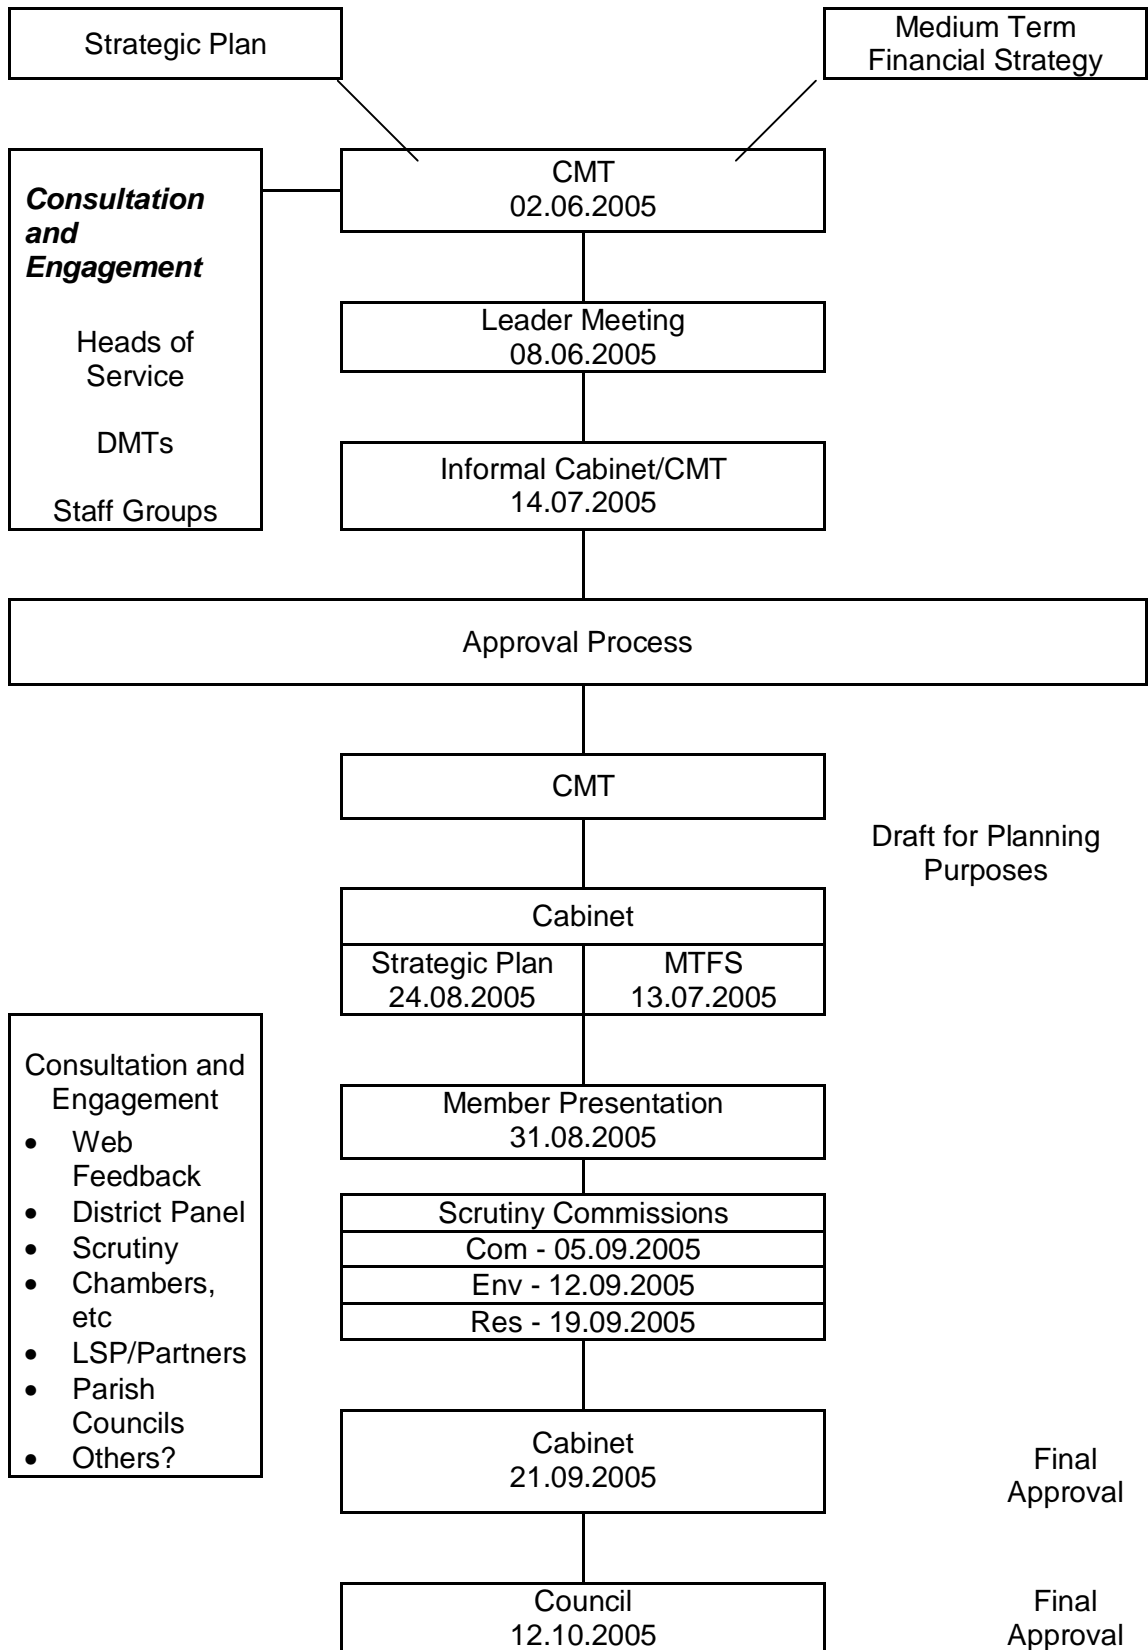 Strategic Plan
Medium Term
Financial Strategy
CMT
02.06.2005
Consultation
and
Engagement
Heads of
Service
DMTs
Staff Groups
Leader Meeting
08.06.2005
Informal Cabinet/CMT
14.07.2005
Approval Process
CMT
Draft for Planning
Purposes
Cabinet
Strategic Plan
24.08.2005
MTFS
13.07.2005
Consultation and
Engagement
• Web
Feedback
• District Panel
• Scrutiny
• Chambers,
etc
• LSP/Partners
• Parish
Councils
• Others?
Member Presentation
31.08.2005
Scrutiny Commissions
Com - 05.09.2005
Env - 12.09.2005
Res - 19.09.2005
Cabinet
21.09.2005
Final
Approval
Council
12.10.2005
Final
Approval